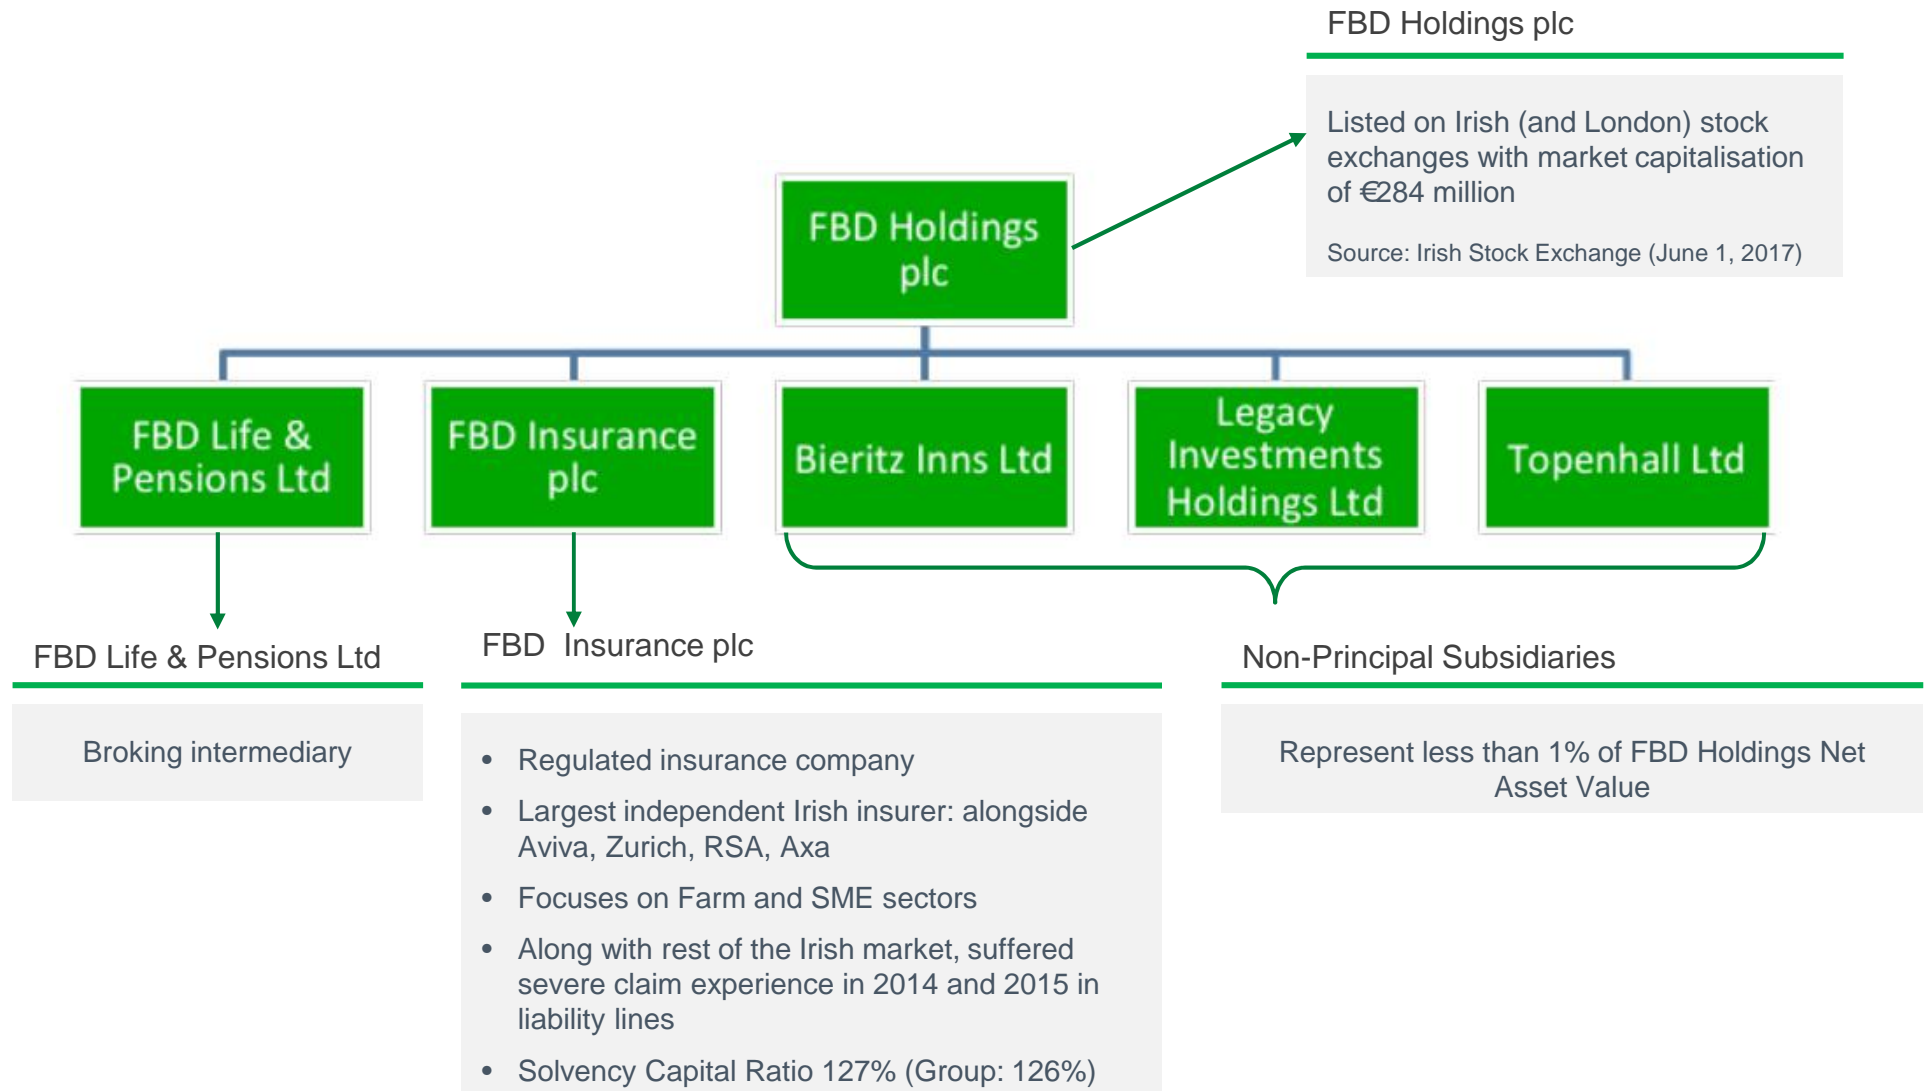 FBD Holdings plc
Listed on Irish (and London) stock
exchanges with market capitalisation
of €284 million
Source: Irish Stock Exchange (June 1, 2017)
FBD Holdings
plc
FBD Life &
Pensions Ltd
FBD Insurance
plc
Bieritz Inns Ltd
Legacy
Investments
Holdings Ltd
Topenhall Ltd
FBD Life & Pensions Ltd
Broking intermediary
FBD Insurance plc
• Regulated insurance company
• Largest independent Irish insurer: alongside
Aviva, Zurich, RSA, Axa
• Focuses on Farm and SME sectors
• Along with rest of the Irish market, suffered
severe claim experience in 2014 and 2015 in
liability lines
• Solvency Capital Ratio 127% (Group: 126%)
Non-Principal Subsidiaries
Represent less than 1% of FBD Holdings Net
Asset Value